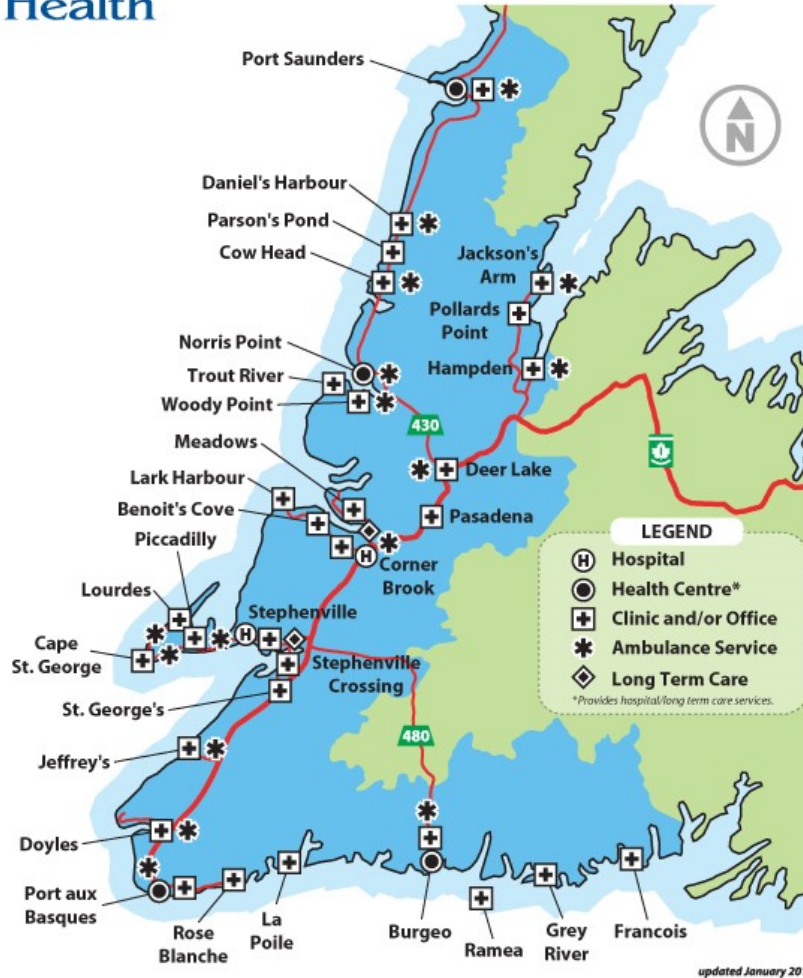 Health
Port Saunders
N
Daniel's Harbour
Parson's Pond
Cow Head
Jackson's
Arm
Pollards
Point
Norris Point
Hampden
Trout River
Woody Point
430
Meadows
Deer Lake
Lark Harbour
Pasadena
Benoit's Cove
Piccadilly
H
Corner
Brook
Lourdes
Stephenville
H
Cape
St. George
Stephenville
Crossing
St. George's
480
Jeffrey's
Doyles
Port aux
Basques
Rose
Blanche
La
Poile
Burgeo
Ramea
Grey
River
Francois
LEGEND
H Hospital
Health Centre*
Clinic and/or Office
Ambulance Service
Long Term Care
*Provides hospital/long term care services.
updated January 20